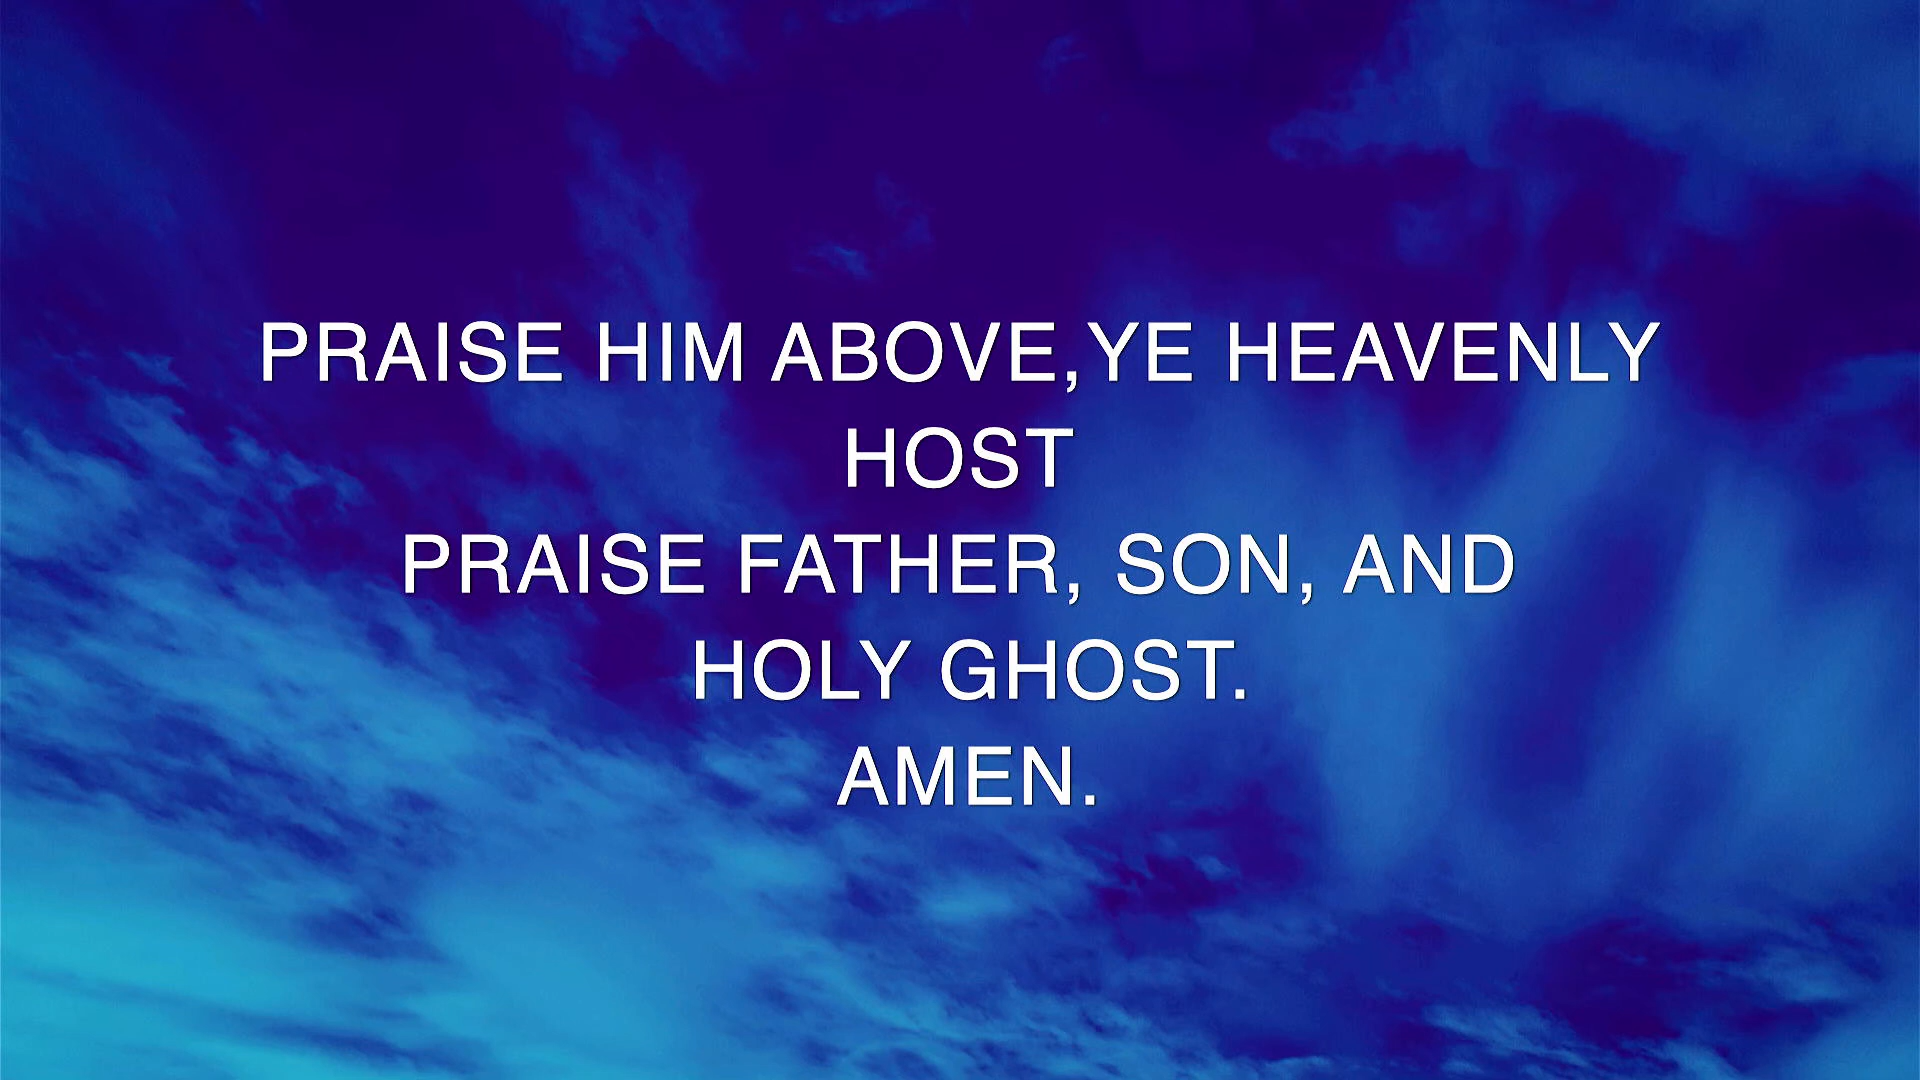 PRAISE HIM ABOVE,YE HEAVENLY
HOST
PRAISE FATHER, SON, AND
HOLY GHOST.
AMEN.